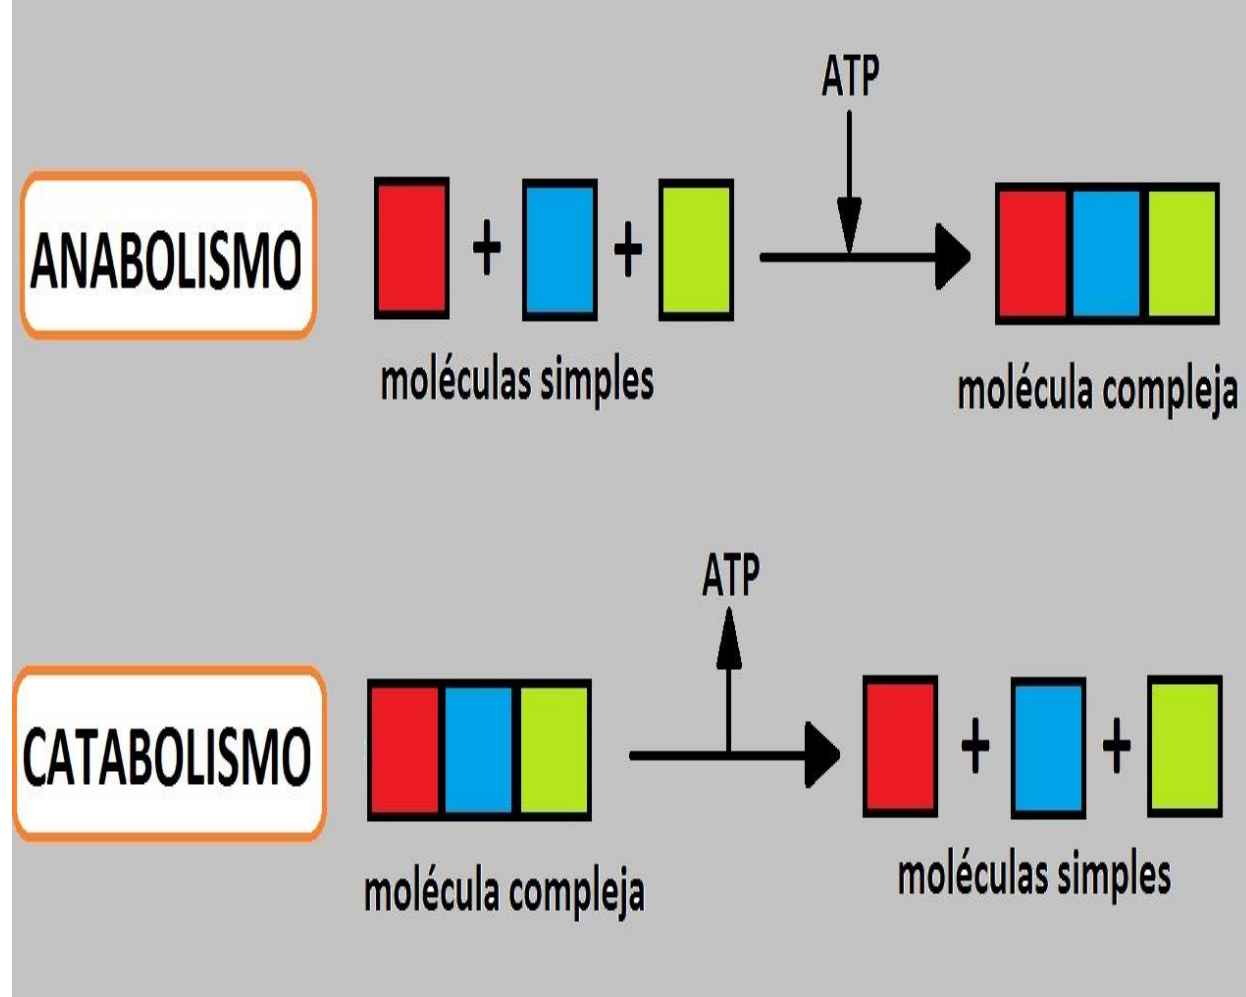 ATP
ANABOLISMO
+
+
moléculas simples
molécula compleja
ATP
CATABOLISMO
+
+
molécula compleja
moléculas simples